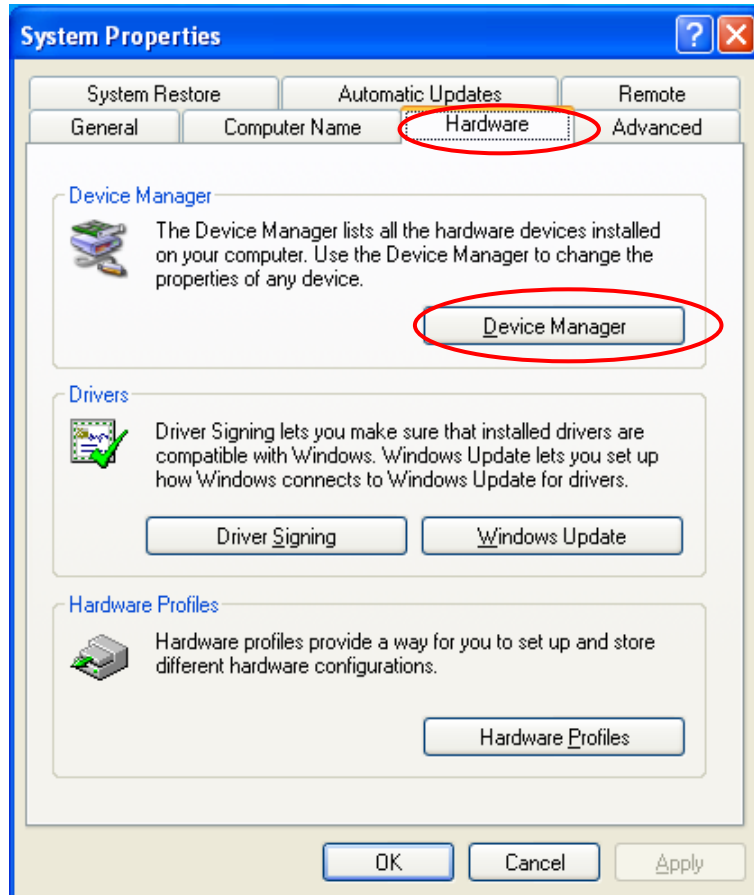 System Properties
System Restore Automatic Updates Remote
General Computer Name Hardware Advanced
Device Manager
The Device Manager lists all the hardware devices installed
on your computer. Use the Device Manager to change the
properties of any device.
Device Manager
Drivers
Driver Signing lets you make sure that installed drivers are
compatible with Windows. Windows Update lets you set up
how Windows connects to Windows Update for drivers.
Driver Signing Windows Update
Hardware Profiles
Hardware profiles provide a way for you to set up and store
different hardware configurations.
Hardware Profiles
OK Cancel Apply